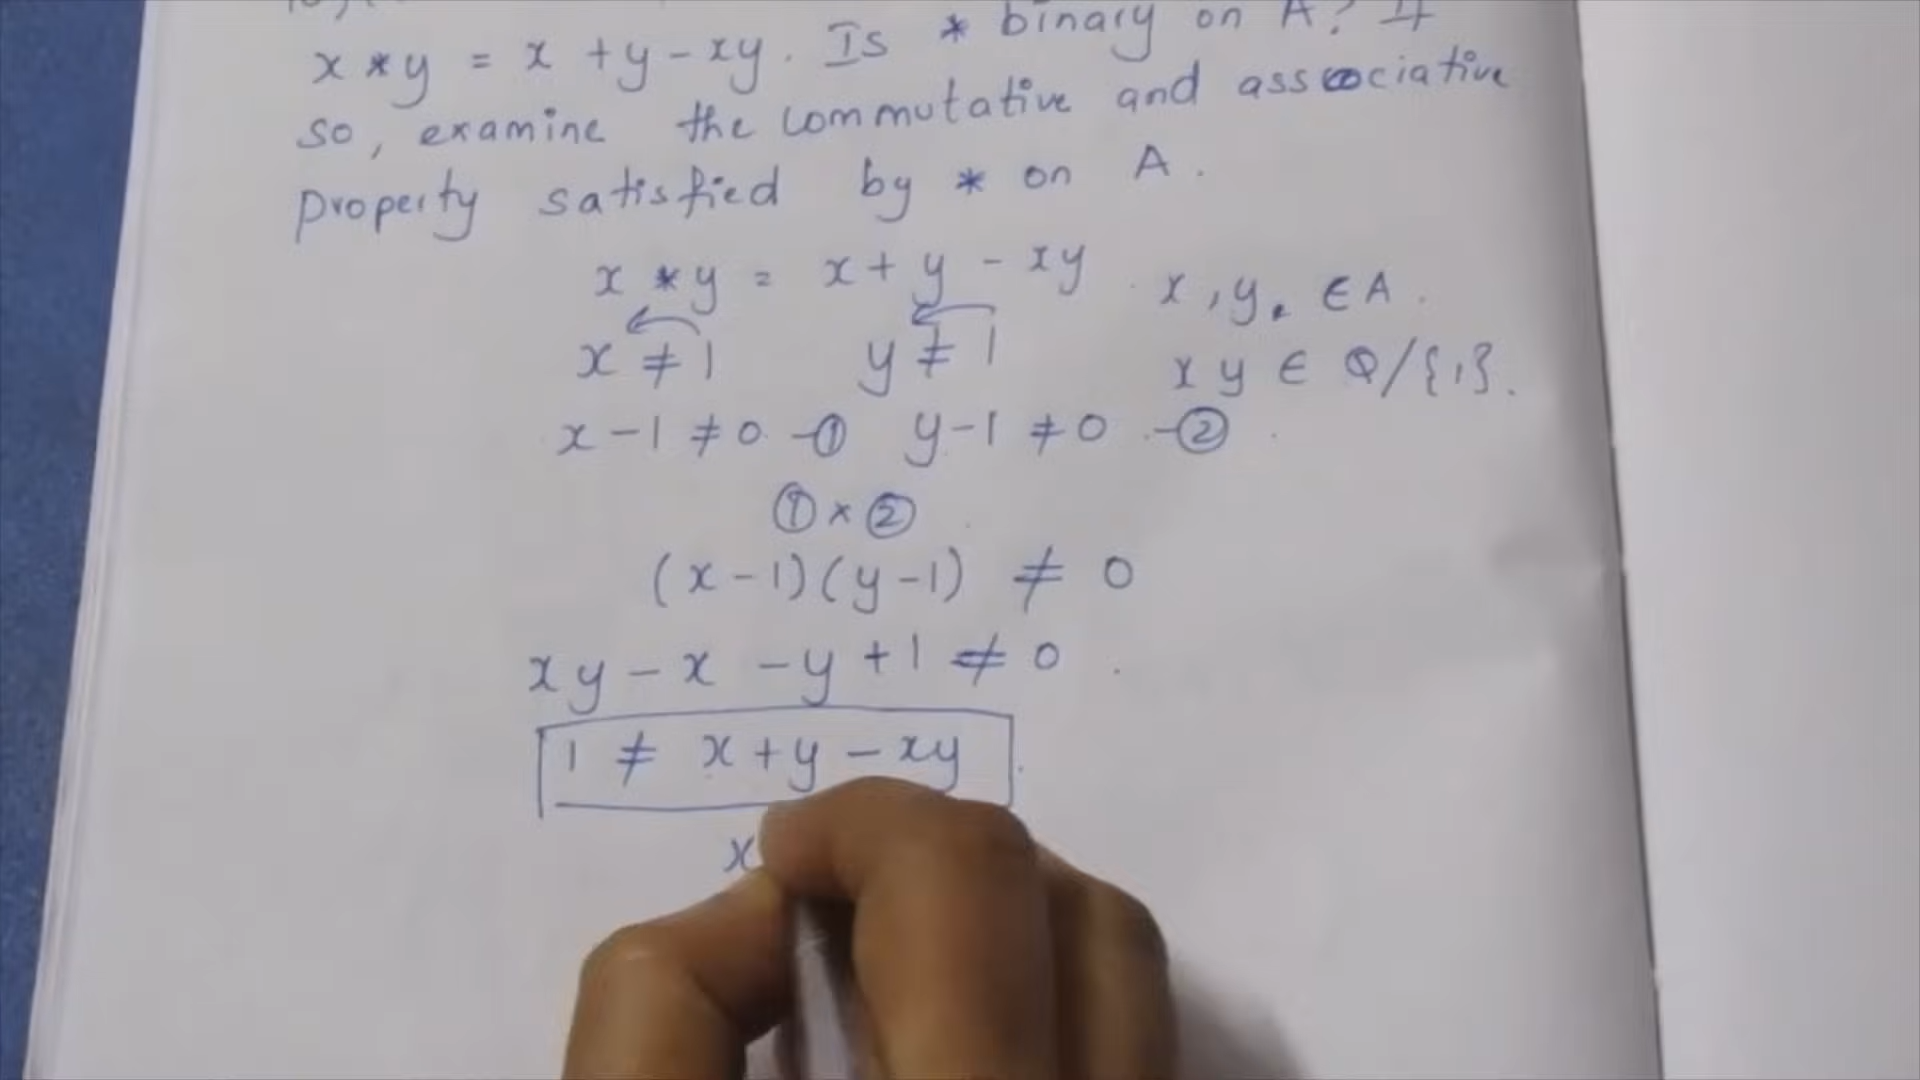 x * y = x + y - xy. Is * binary on A? If
so, examine the commutative and associative
property satisfied by * on A.
x * y = x + y - xy x, y, ∈ A.
x ≠ 1 y ≠ 1 x y ∈ Q/{1}.
x - 1 ≠ 0 -① y - 1 ≠ 0 -②
① × ②
(x - 1)(y - 1) ≠ 0
xy - x - y + 1 ≠ 0
1 ≠ x + y - xy
x